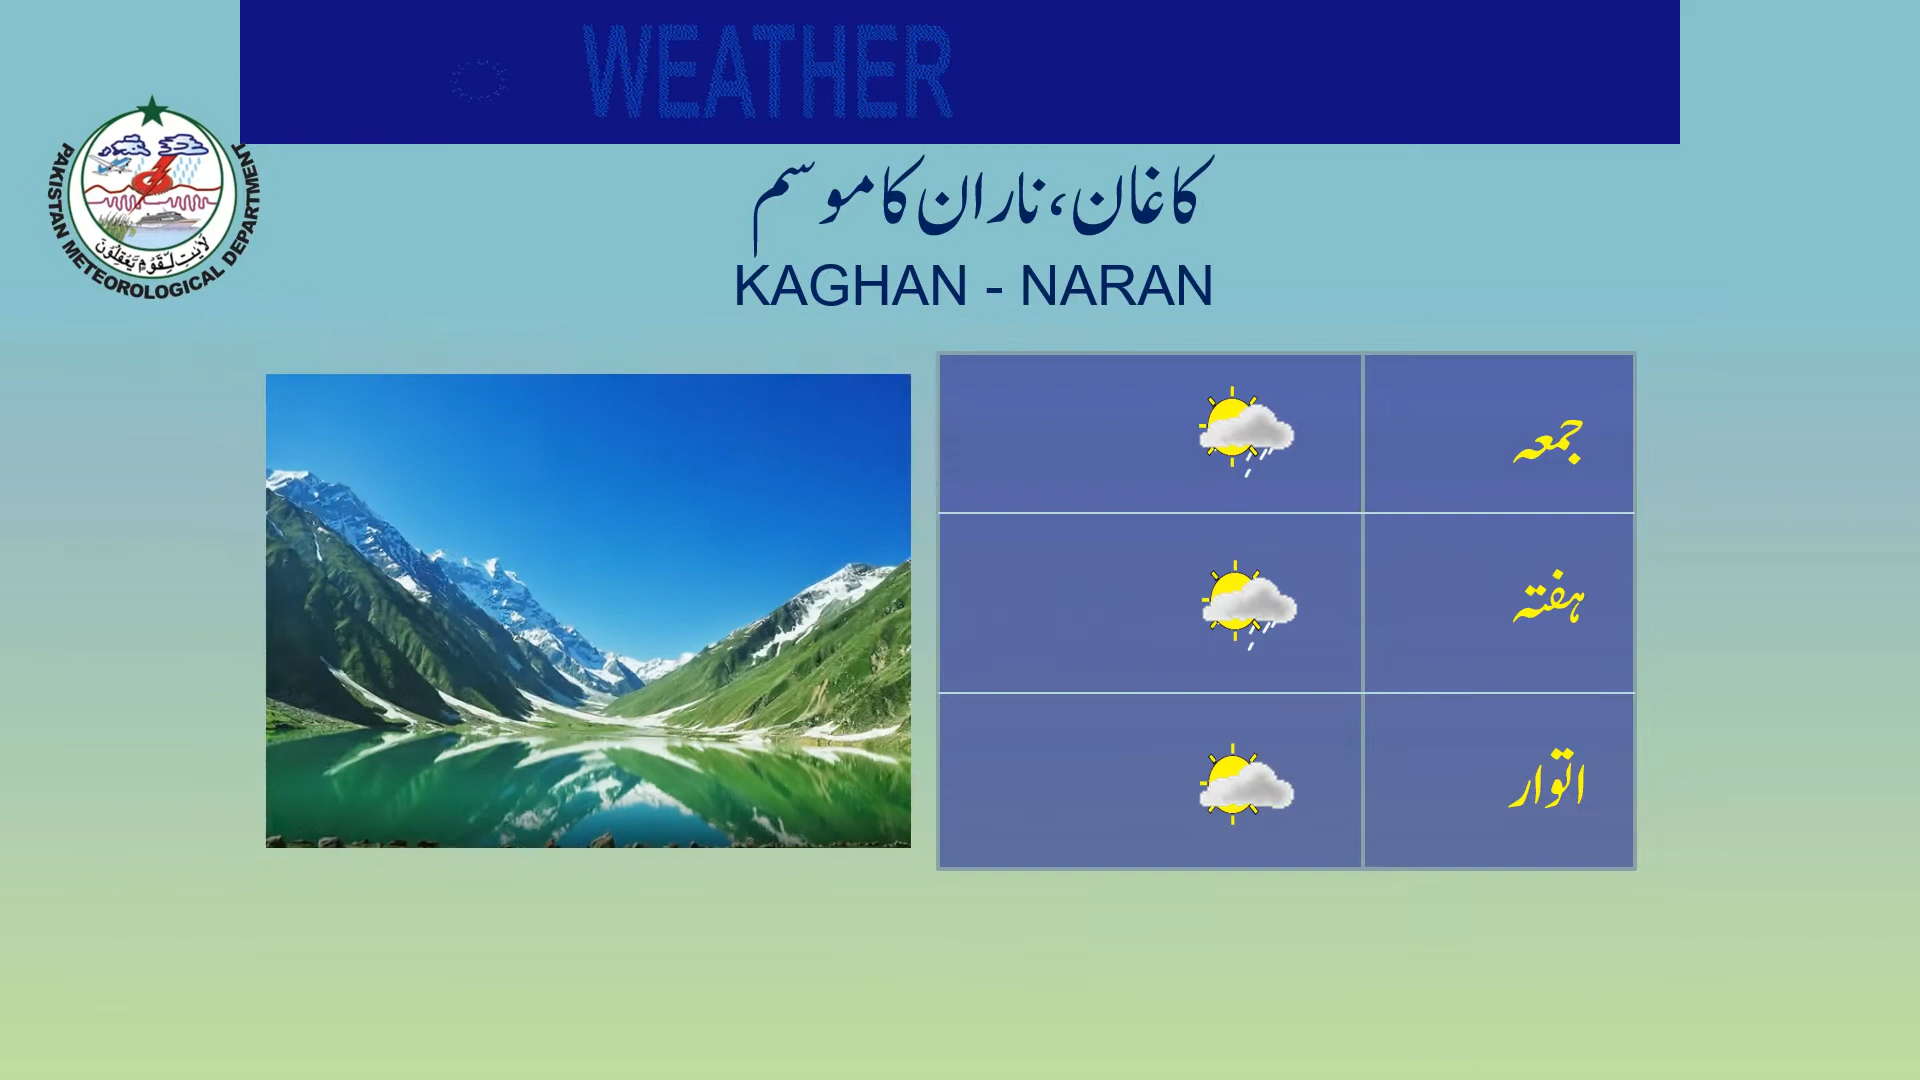 WEATHER
PAKISTAN METEOROLOGICAL DEPARTMENT
لَاٰيٰتٍ لِّقَوْمٍ يَّعْقِلُوْنَ
کاغان، ناران کا موسم
KAGHAN - NARAN
جمعہ
ہفتہ
اتوار